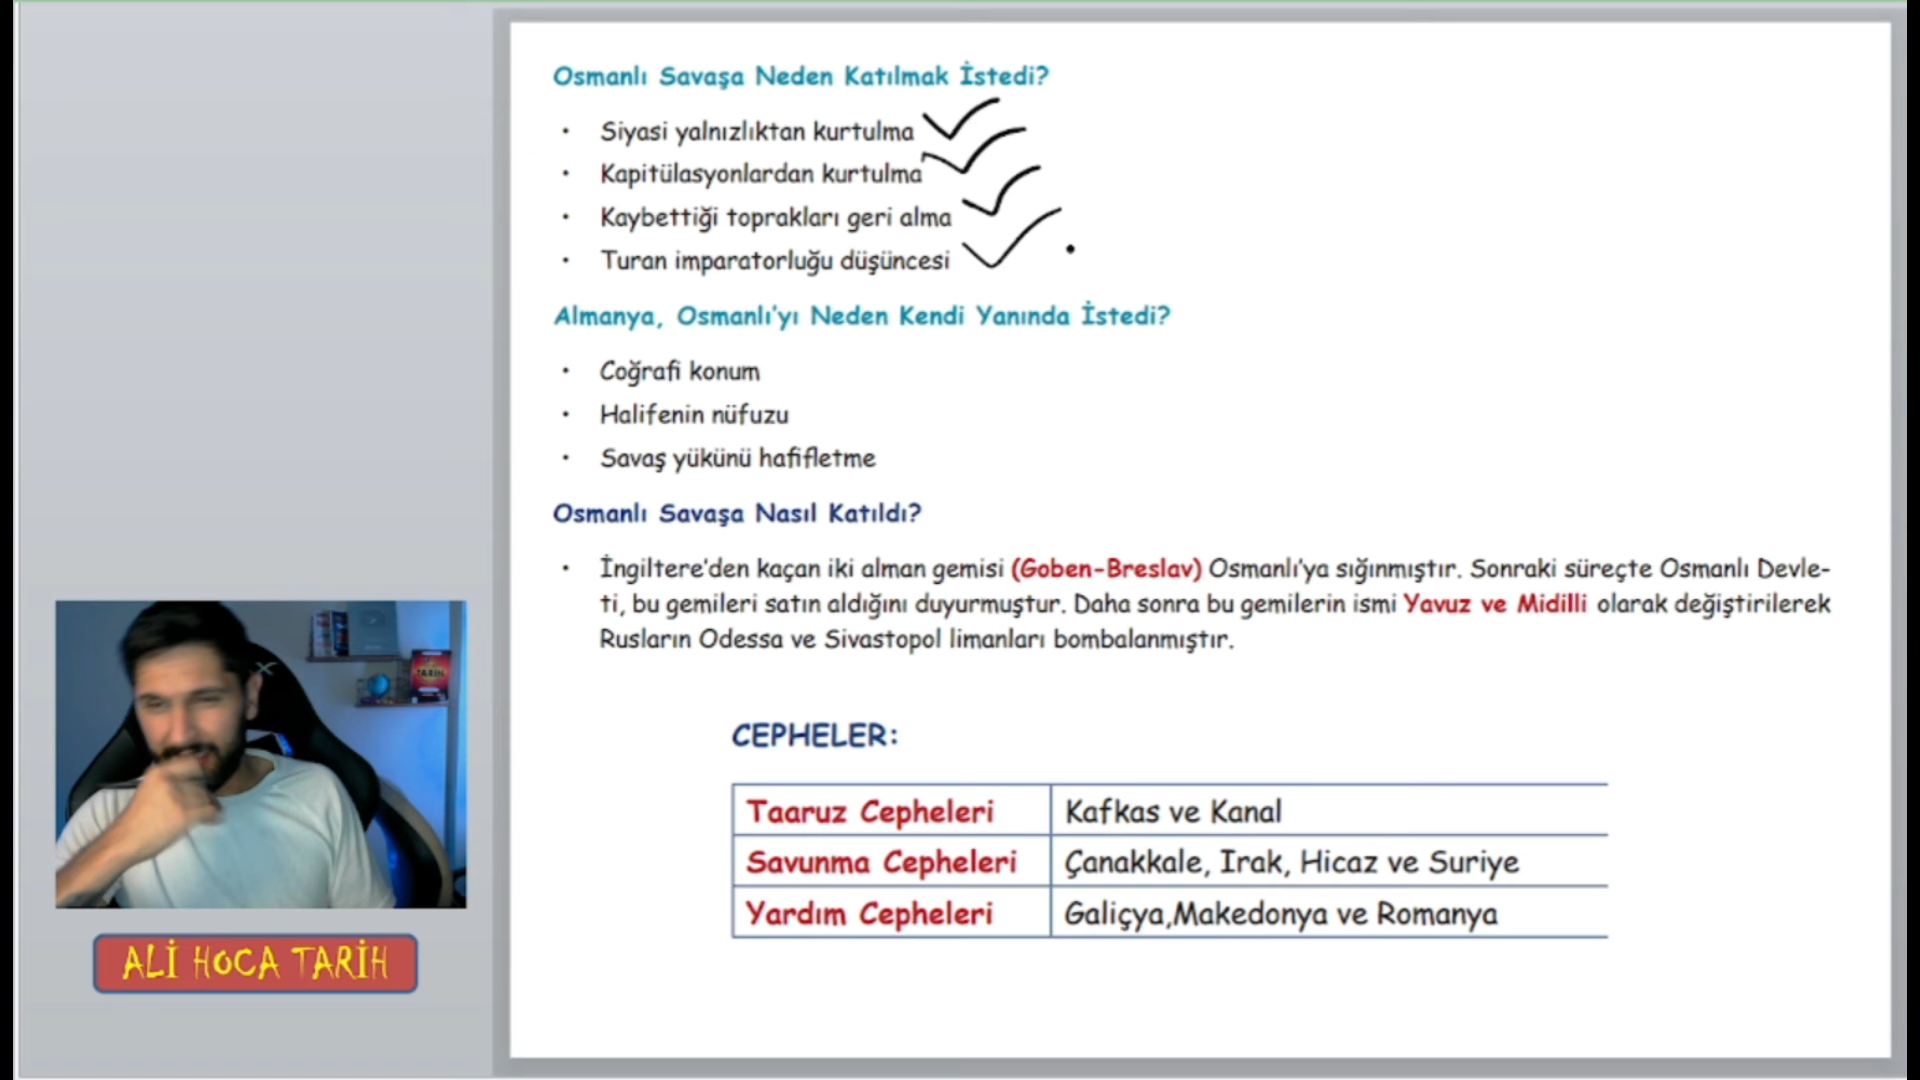 Osmanlı Savaşa Neden Katılmak İstedi?
• Siyasi yalnızlıktan kurtulma
• Kapitülasyonlardan kurtulma
• Kaybettiği toprakları geri alma
• Turan imparatorluğu düşüncesi
Almanya, Osmanlı'yı Neden Kendi Yanında İstedi?
• Coğrafi konum
• Halifenin nüfuzu
• Savaş yükünü hafifletme
Osmanlı Savaşa Nasıl Katıldı?
• İngiltere'den kaçan iki alman gemisi (Goben-Breslav) Osmanlı'ya sığınmıştır. Sonraki süreçte Osmanlı Devle-
ti, bu gemileri satın aldığını duyurmuştur. Daha sonra bu gemilerin ismi Yavuz ve Midilli olarak değiştirilerek
Rusların Odessa ve Sivastopol limanları bombalanmıştır.
CEPHELER:
Taaruz Cepheleri Kafkas ve Kanal
Savunma Cepheleri Çanakkale, Irak, Hicaz ve Suriye
Yardım Cepheleri Galiçya,Makedonya ve Romanya
TARİH
ALİ HOCA TARİH